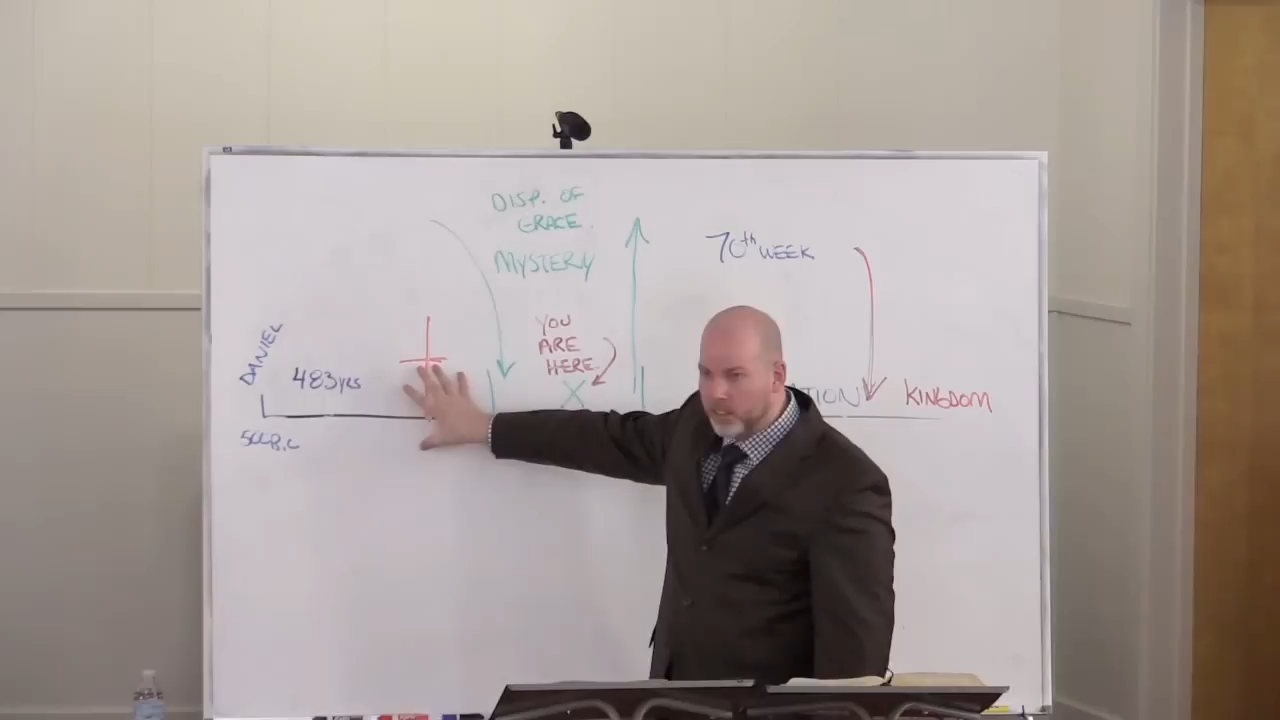 DISP. OF
GRACE.
MYSTERY
70th WEEK
YOU
ARE
HERE
X
DANIEL
483yrs
KINGDOM
500B.C